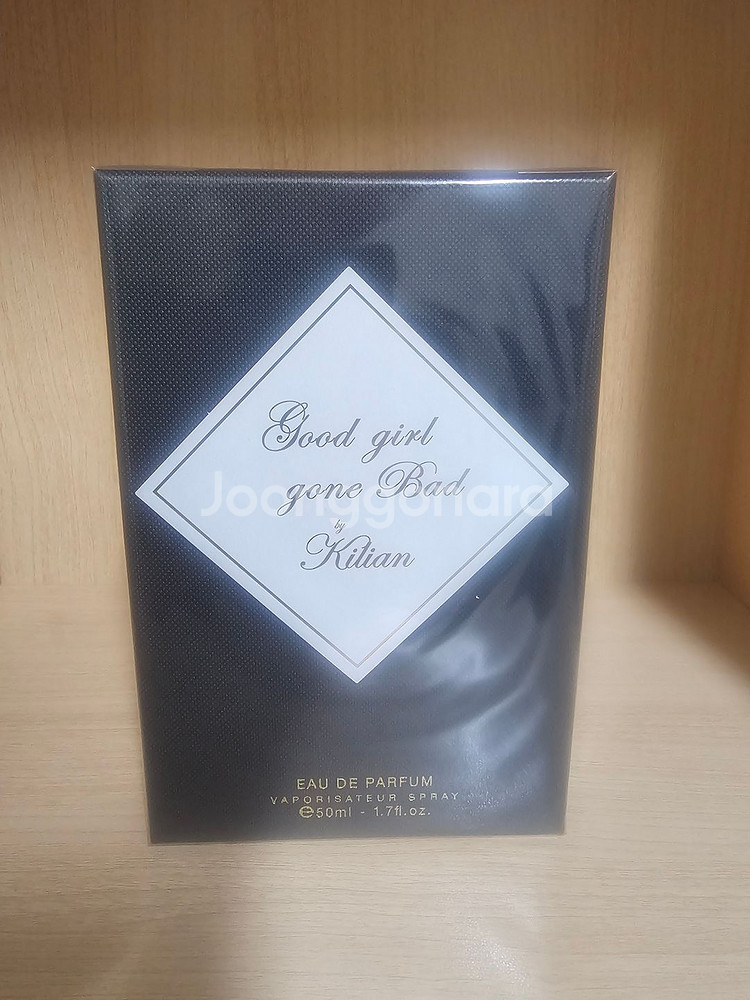 Good girl
gone Bad
Joonggonara
by
Kilian
EAU DE PARFUM
VAPORISATEUR SPRAY
℮50ml - 1.7fl.oz.